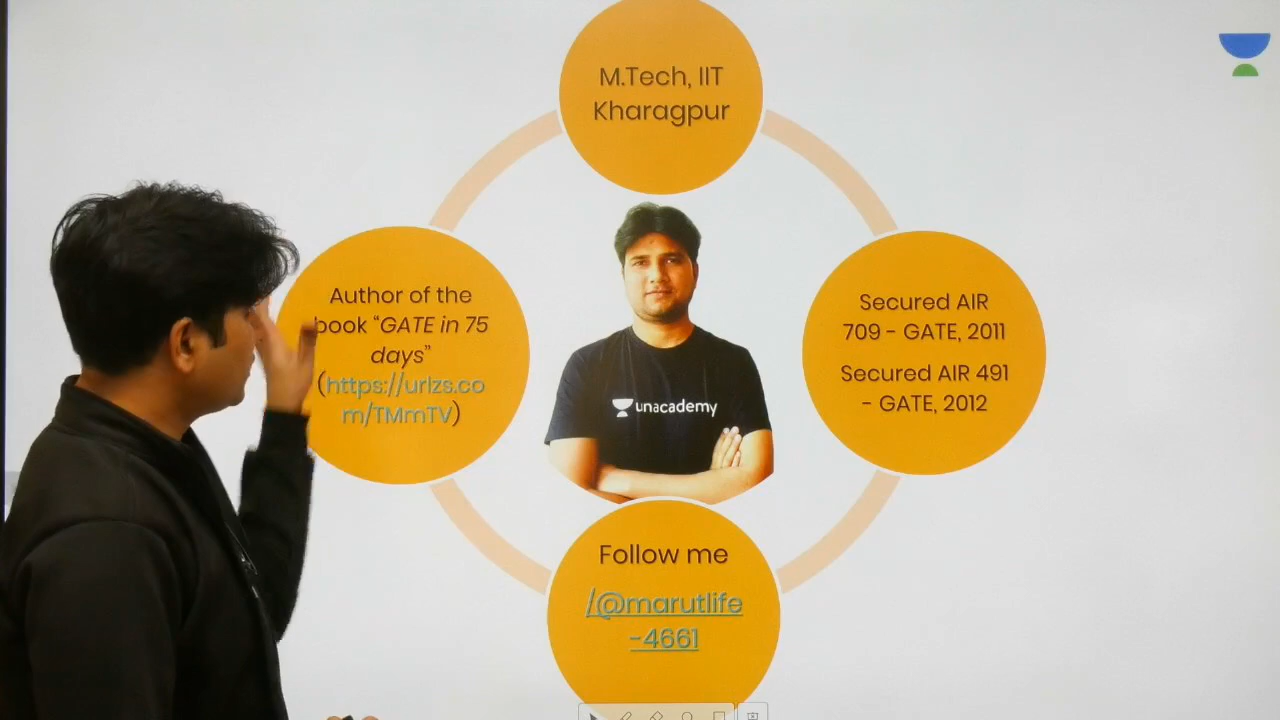 M.Tech, IIT
Kharagpur
Author of the
book “GATE in 75
days”
(https://urlzs.co
m/TMmTV)
unacademy
Secured AIR
709 - GATE, 2011
Secured AIR 491
- GATE, 2012
Follow me
/@marutlife
-4661